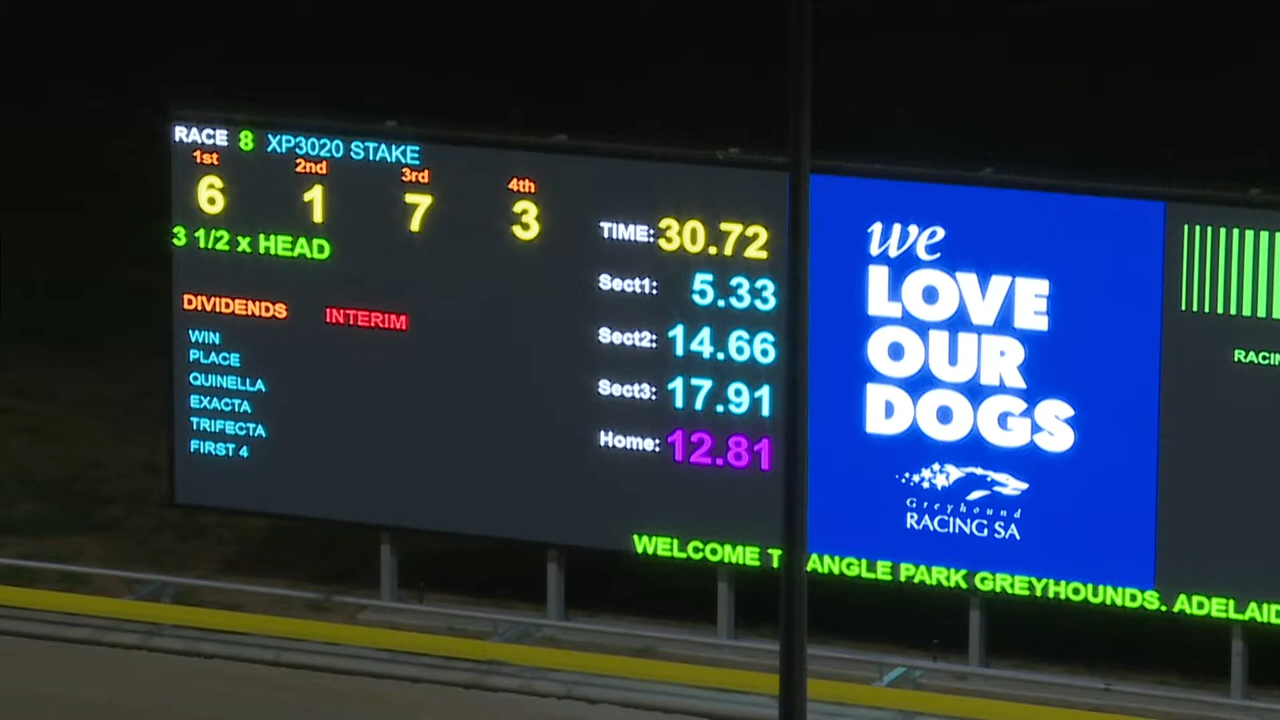 RACE 8 XP3020 STAKE
1st 2nd 3rd 4th
6 1 7 3
3 1/2 x HEAD
DIVIDENDS INTERIM
WIN
PLACE
QUINELLA
EXACTA
TRIFECTA
FIRST 4
TIME: 30.72
Sect1: 5.33
Sect2: 14.66
Sect3: 17.91
Home: 12.81
we
LOVE
OUR
DOGS
Greyhound
RACING SA
RACIN
WELCOME T ANGLE PARK GREYHOUNDS. ADELAID